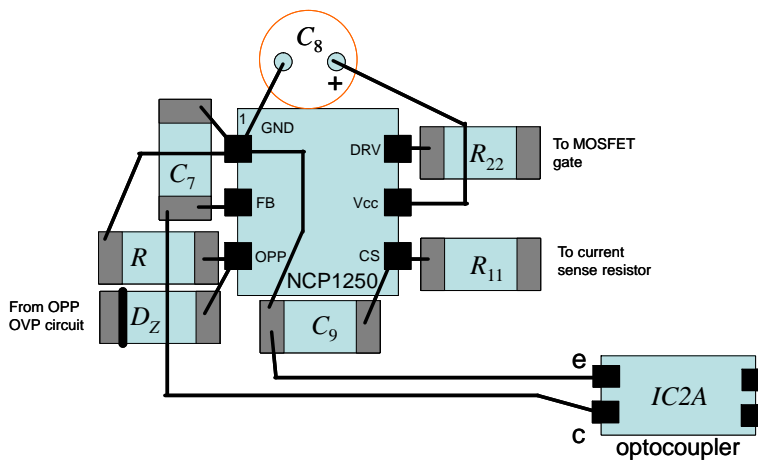 C8
+
1
GND
DRV
R22
To MOSFET
gate
C7
FB
Vcc
R
OPP
CS
R11
To current
sense resistor
NCP1250
From OPP
OVP circuit
DZ
C9
e
IC2A
c
optocoupler